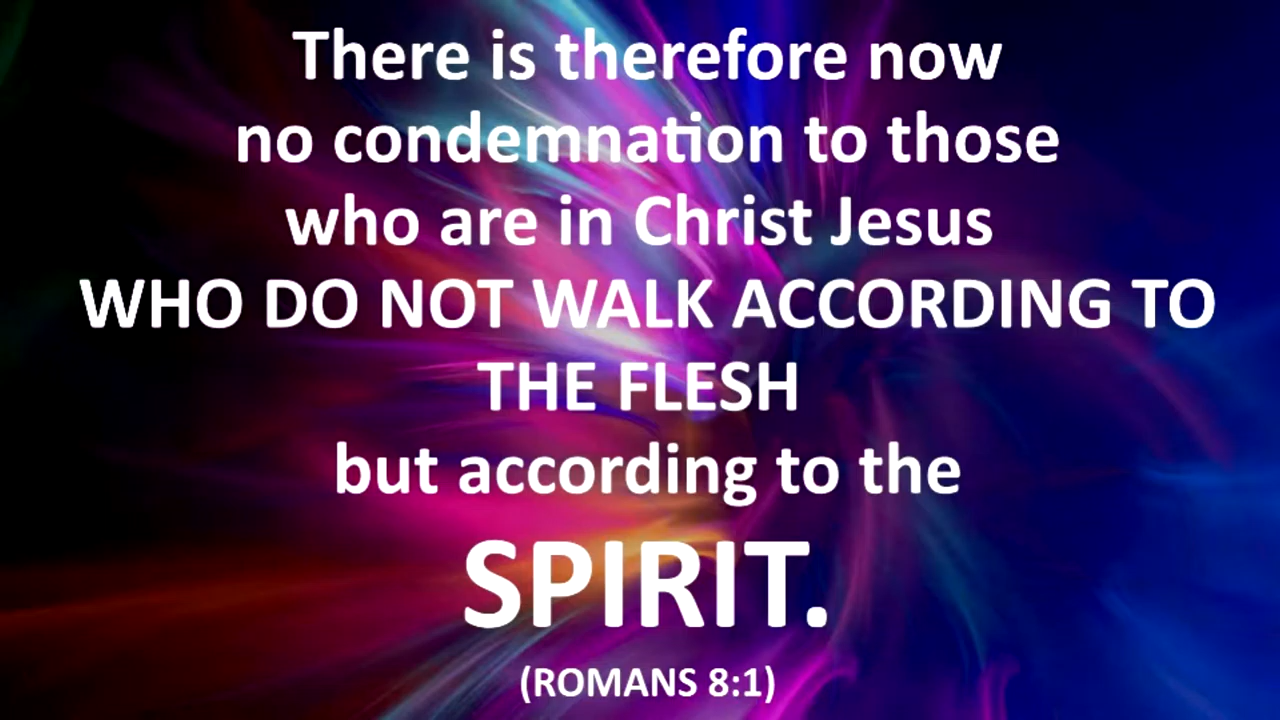 There is therefore now
no condemnation to those
who are in Christ Jesus
WHO DO NOT WALK ACCORDING TO
THE FLESH
but according to the
SPIRIT.
(ROMANS 8:1)